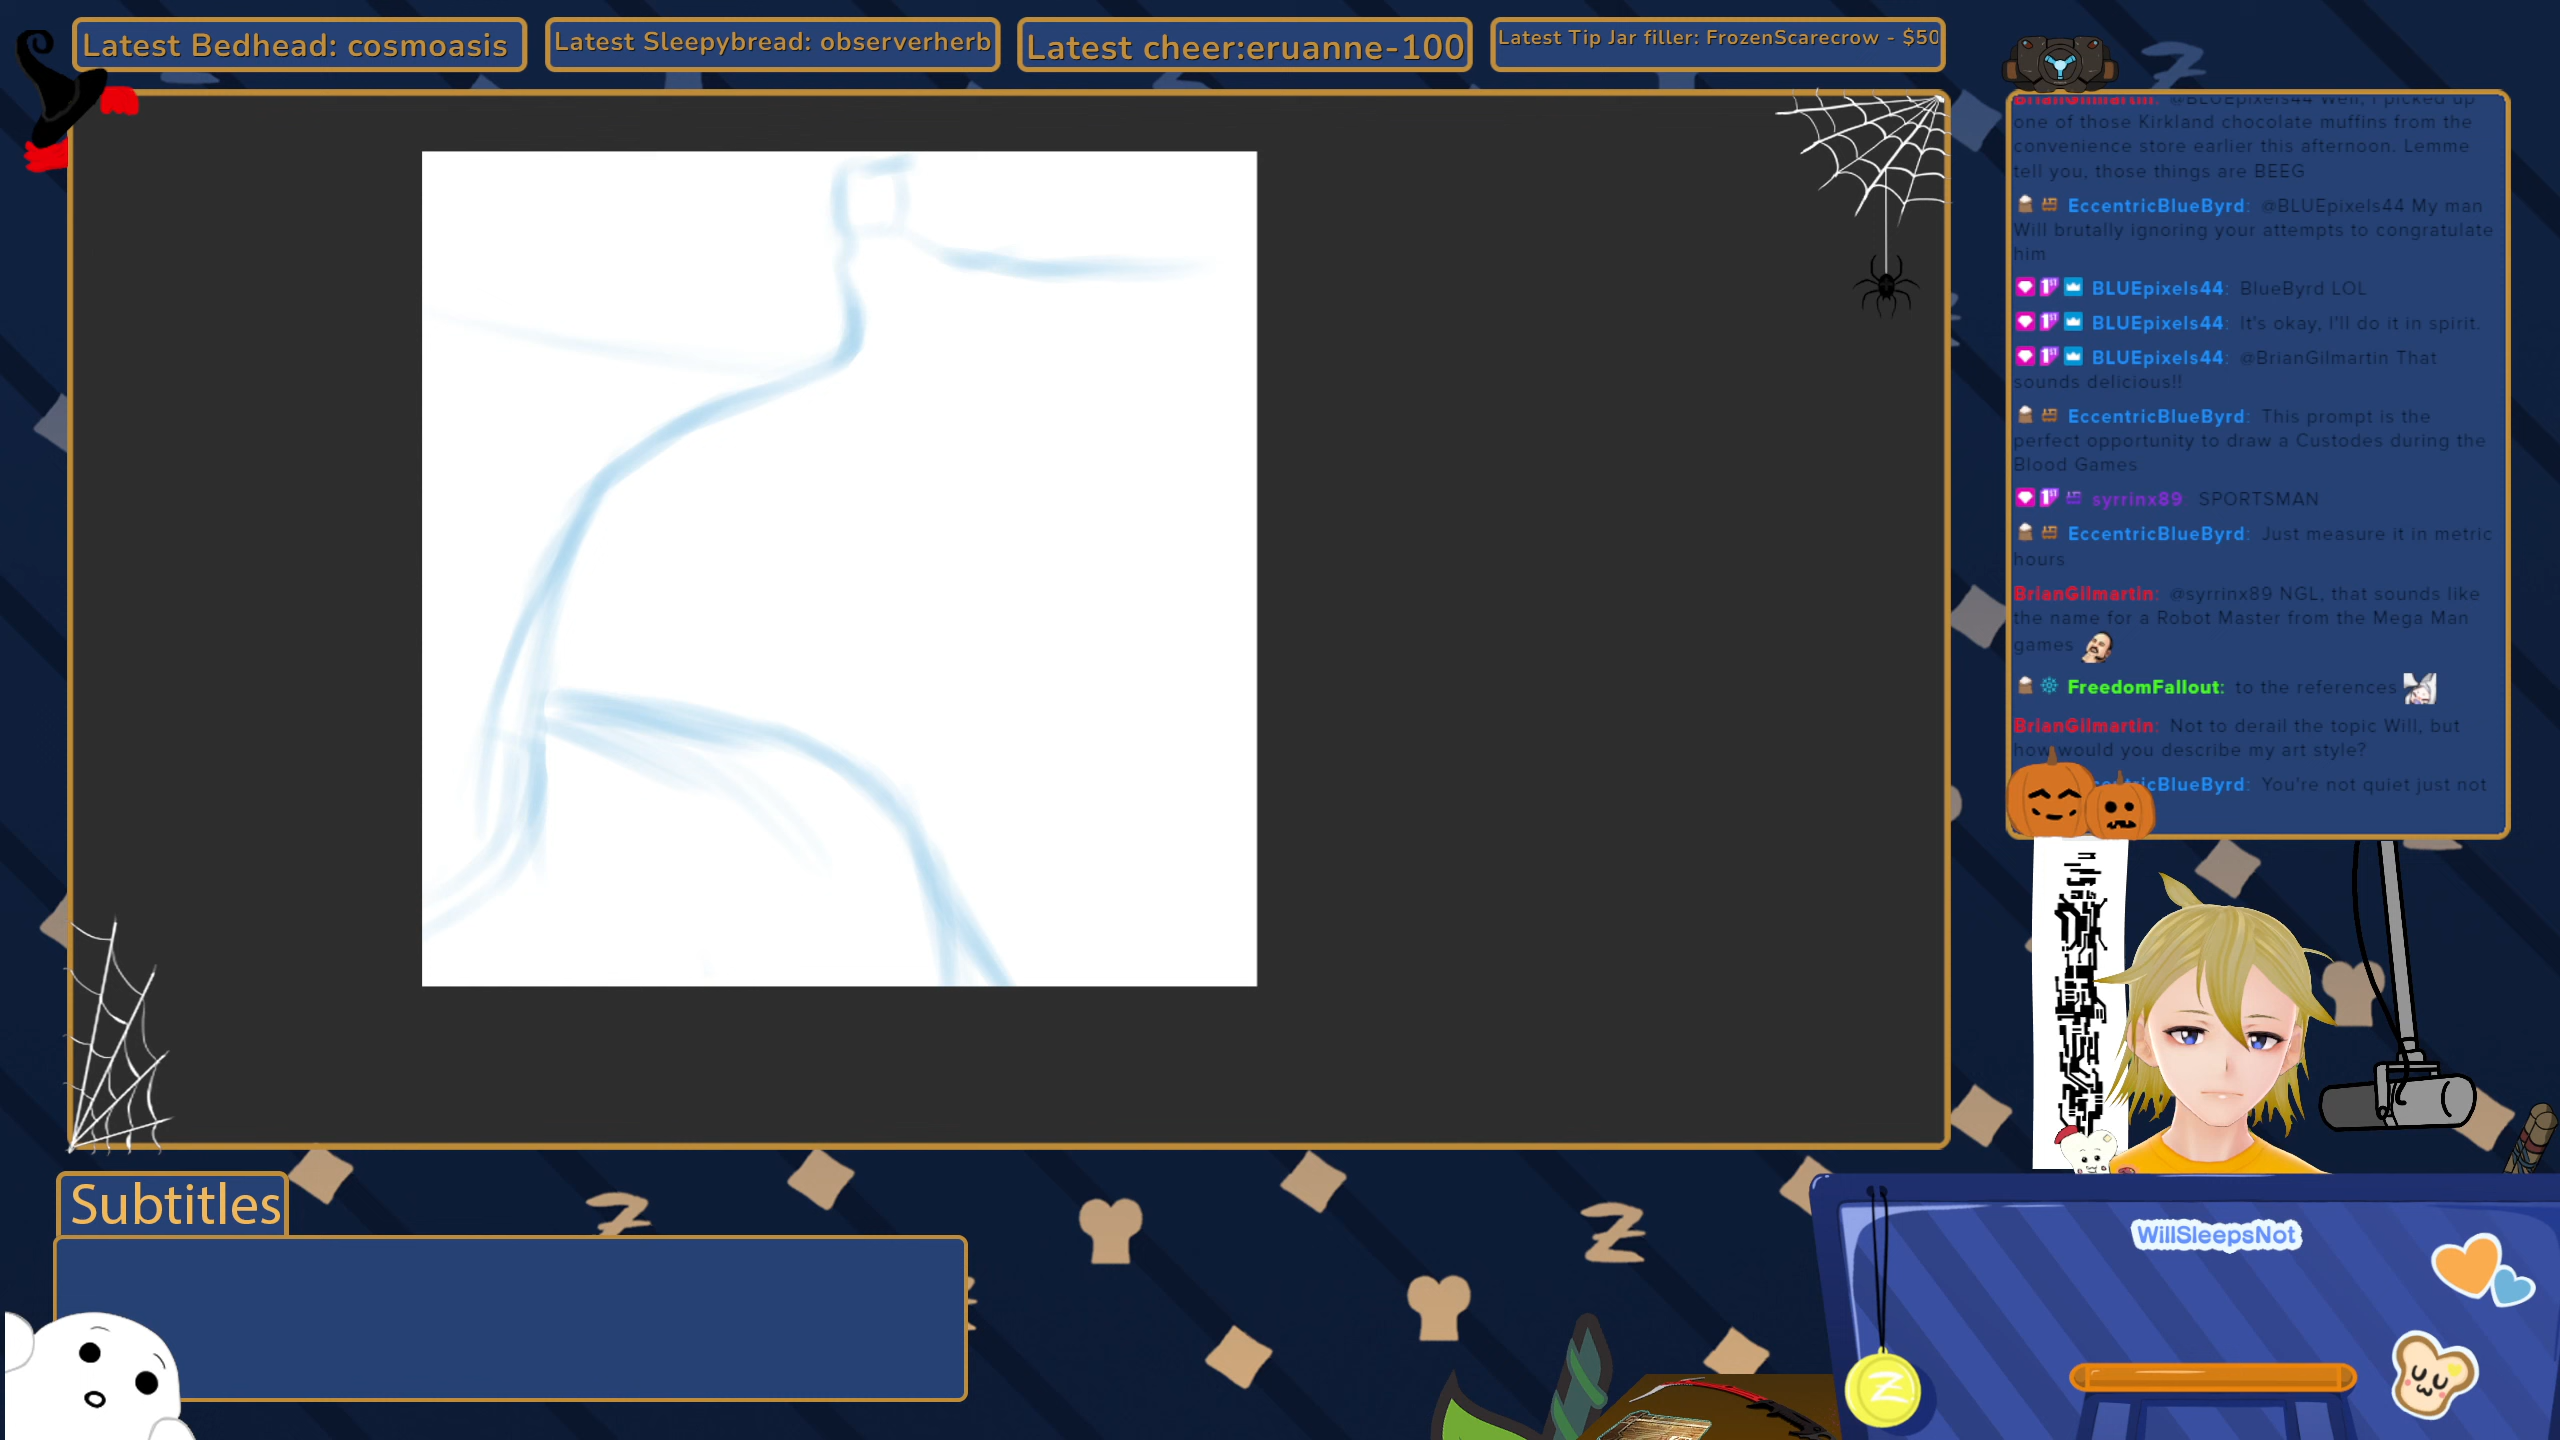 Latest Bedhead: cosmoasis
Latest Sleepybread: observerherb
Latest cheer:eruanne-100
Latest Tip Jar filler: FrozenScarecrow - $50
BrianGilmartin: @BLUEpixels44 Well, I picked up
one of those Kirkland chocolate muffins from the
convenience store earlier this afternoon. Lemme
tell you, those things are BEEG
EccentricBlueByrd: @BLUEpixels44 My man
Will brutally ignoring your attempts to congratulate
him
BLUEpixels44: BlueByrd LOL
BLUEpixels44: It's okay, I'll do it in spirit.
BLUEpixels44: @BrianGilmartin That
sounds delicious!!
EccentricBlueByrd: This prompt is the
perfect opportunity to draw a Custodes during the
Blood Games
syrrinx89 SPORTSMAN
EccentricBlueByrd: Just measure it in metric
hours
BrianGilmartin: @syrrinx89 NGL, that sounds like
the name for a Robot Master from the Mega Man
games
FreedomFallout: to the references
BrianGilmartin: Not to derail the topic Will, but
how would you describe my art style?
cBlueByrd: You're not quiet just not
Subtitles
WillSleepsNot
Z